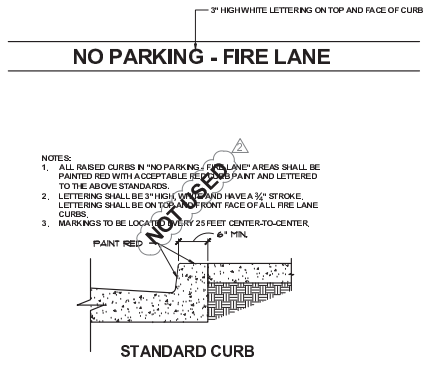 3" HIGH WHITE LETTERING ON TOP AND FACE OF CURB
NO PARKING - FIRE LANE
2
NOTES:
1. ALL RAISED CURBS IN "NO PARKING - FIRE LANE" AREAS SHALL BE
PAINTED RED WITH ACCEPTABLE RED CURB PAINT AND LETTERED
TO THE ABOVE STANDARDS.
2. LETTERING SHALL BE 3" HIGH, WHITE AND HAVE A ¾" STROKE.
LETTERING SHALL BE ON TOP AND FRONT FACE OF ALL FIRE LANE
CURBS.
3. MARKINGS TO BE LOCATED EVERY 25 FEET CENTER-TO-CENTER.
NOT USED
6" MIN.
PAINT RED
STANDARD CURB